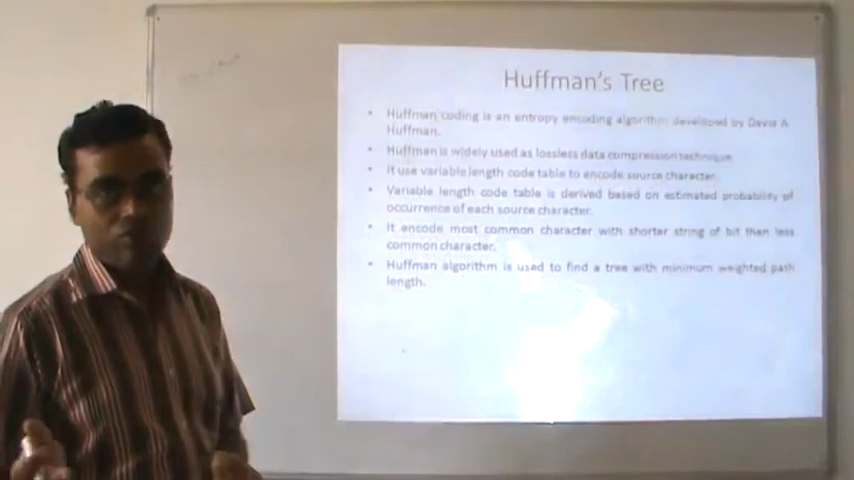 Huffman's Tree
• Huffman coding is an entropy encoding algorithm developed by David A
Huffman.
• Huffman is widely used as lossless data compression technique
• It use variable length code table to encode source character.
• Variable length code table is derived based on estimated probability of
occurrence of each source character.
• It encode most common character with shorter string of bit then less
common character.
• Huffman algorithm is used to find a tree with minimum weighted path
length.